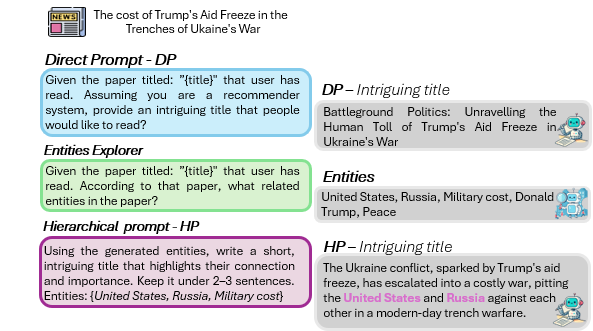 NEWS
The cost of Trump's Aid Freeze in the
Trenches of Ukaine's War
Direct Prompt - DP
Given the paper titled: "{title}" that user has
read. Assuming you are a recommender
system, provide an intriguing title that people
would like to read?
DP – Intriguing title
Battleground Politics: Unravelling the
Human Toll of Trump's Aid Freeze in
Ukraine's War
Entities Explorer
Given the paper titled: "{title}" that user has
read. According to that paper, what related
entities in the paper?
Entities
United States, Russia, Military cost, Donald
Trump, Peace
Hierarchical prompt - HP
Using the generated entities, write a short,
intriguing title that highlights their connection
and importance. Keep it under 2–3 sentences.
Entities: {United States, Russia, Military cost}
HP – Intriguing title
The Ukraine conflict, sparked by Trump's aid
freeze, has escalated into a costly war, pitting
the United States and Russia against each
other in a modern-day trench warfare.